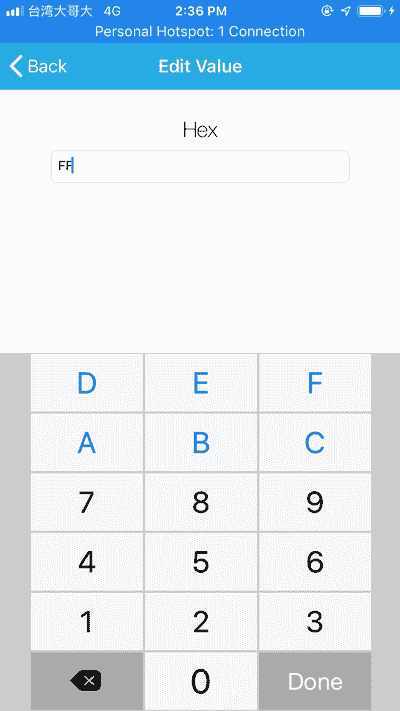 台湾大哥大 4G 2:36 PM
Personal Hotspot: 1 Connection
Back Edit Value
Hex
FF
D E F
A B C
7 8 9
4 5 6
1 2 3
0 Done